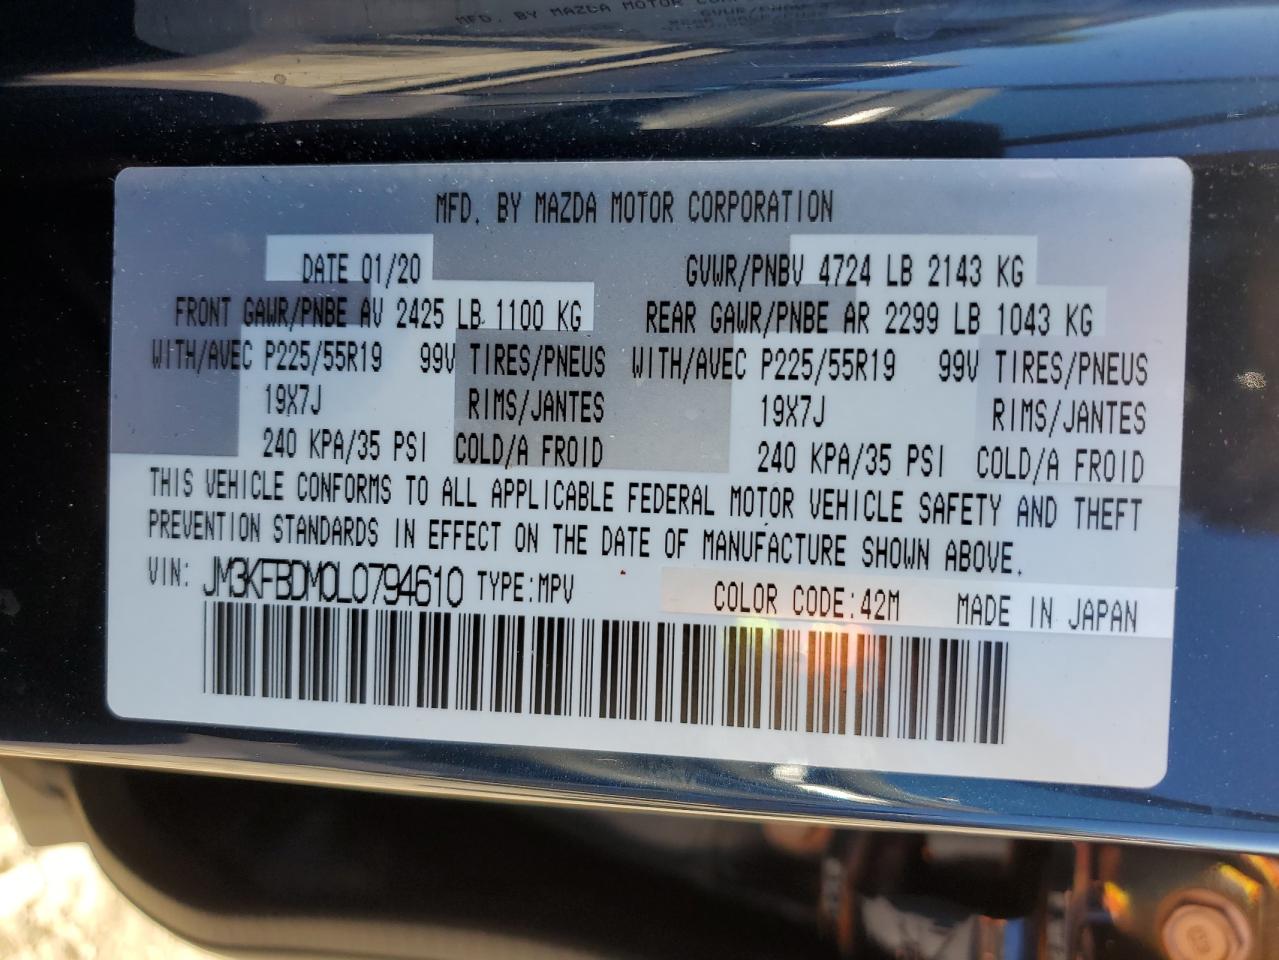 MFD. BY MAZDA MOTOR
MFD. BY MAZDA MOTOR CORPORATION
DATE 01/20 GVWR/PNBV 4724 LB 2143 KG
FRONT GAWR/PNBE AV 2425 LB 1100 KG REAR GAWR/PNBE AR 2299 LB 1043 KG
WITH/AVEC P225/55R19 99V TIRES/PNEUS WITH/AVEC P225/55R19 99V TIRES/PNEUS
19X7J RIMS/JANTES 19X7J RIMS/JANTES
240 KPA/35 PSI COLD/A FROID 240 KPA/35 PSI COLD/A FROID
THIS VEHICLE CONFORMS TO ALL APPLICABLE FEDERAL MOTOR VEHICLE SAFETY AND THEFT
PREVENTION STANDARDS IN EFFECT ON THE DATE OF MANUFACTURE SHOWN ABOVE.
VIN: JM3KFBDM0L0794610 TYPE:MPV COLOR CODE:42M MADE IN JAPAN